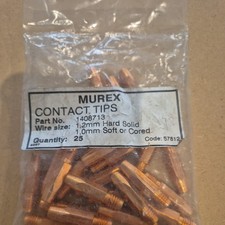 MUREX
CONTACT TIPS
Part No. 1408713
Wire size: 1.2mm Hard Solid
1.0mm Soft or Cored
Quantity: 25 Code: 57812